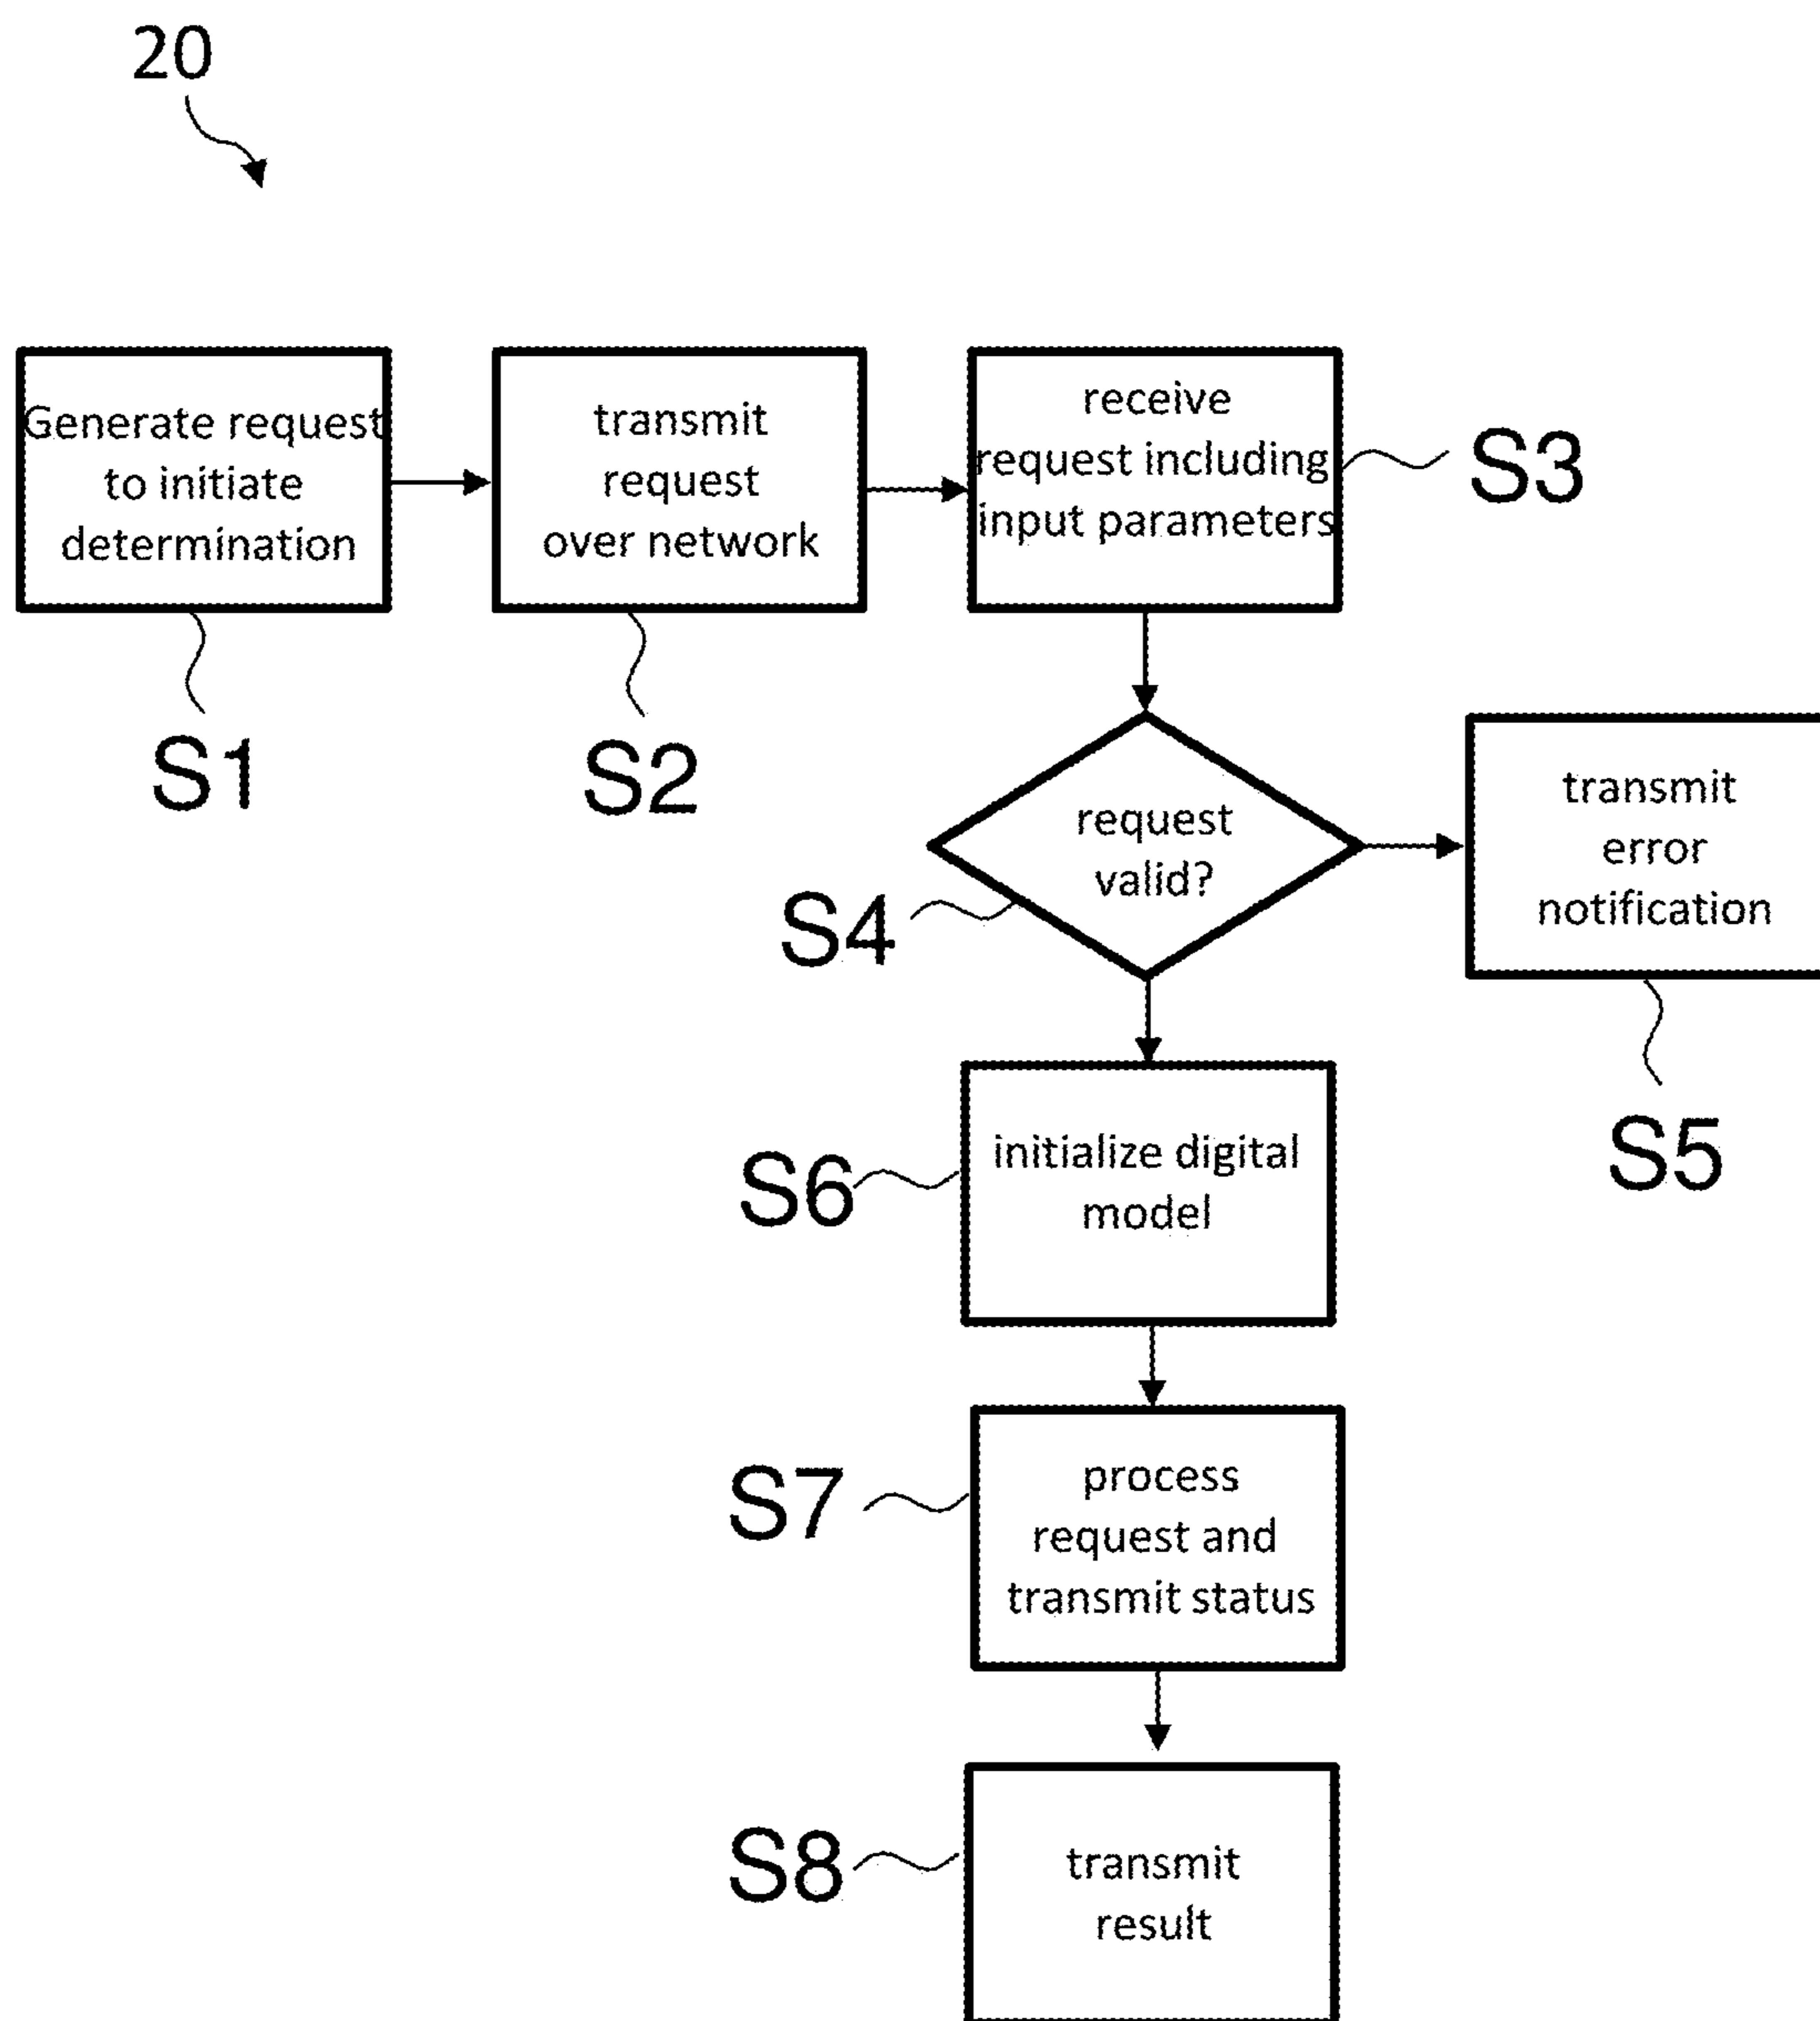 20
Generate request
to initiate
determination
S1
transmit
request
over network
S2
receive
request including
input parameters
S3
request
valid?
S4
transmit
error
notification
S5
initialize digital
model
S6
process
request and
transmit status
S7
transmit
result
S8